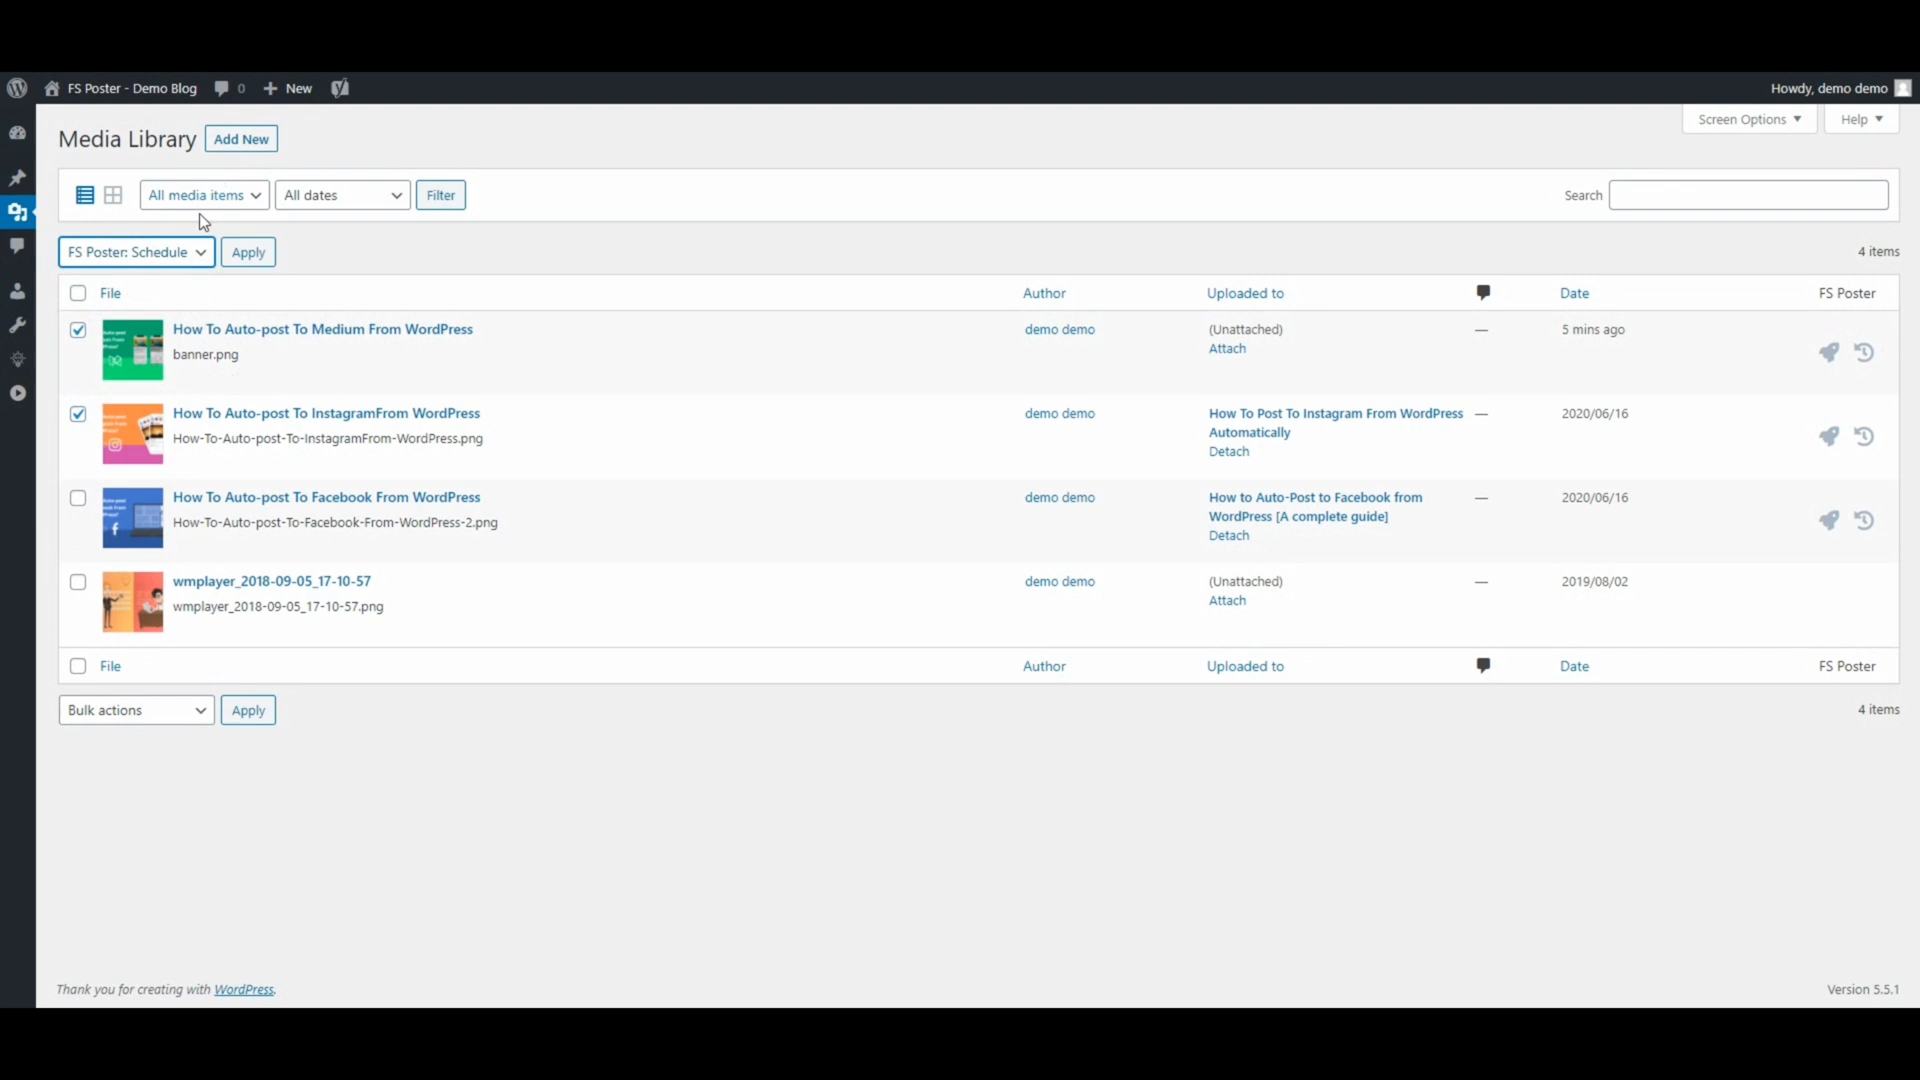 FS Poster - Demo Blog 0 New Howdy, demo demo
Screen Options Help
Media Library Add New
All media items All dates Filter Search
FS Poster: Schedule Apply 4 items
File Author Uploaded to Date FS Poster
How To Auto-post To Medium From WordPress demo demo (Unattached) — 5 mins ago
Attach
banner.png
How To Auto-post To InstagramFrom WordPress demo demo How To Post To Instagram From WordPress — 2020/06/16
Automatically
How-To-Auto-post-To-InstagramFrom-WordPress.png
Detach
How To Auto-post To Facebook From WordPress demo demo How to Auto-Post to Facebook from — 2020/06/16
WordPress [A complete guide]
How-To-Auto-post-To-Facebook-From-WordPress-2.png
Detach
wmplayer_2018-09-05_17-10-57 demo demo (Unattached) — 2019/08/02
Attach
wmplayer_2018-09-05_17-10-57.png
File Author Uploaded to Date FS Poster
Bulk actions Apply 4 items
Thank you for creating with WordPress. Version 5.5.1